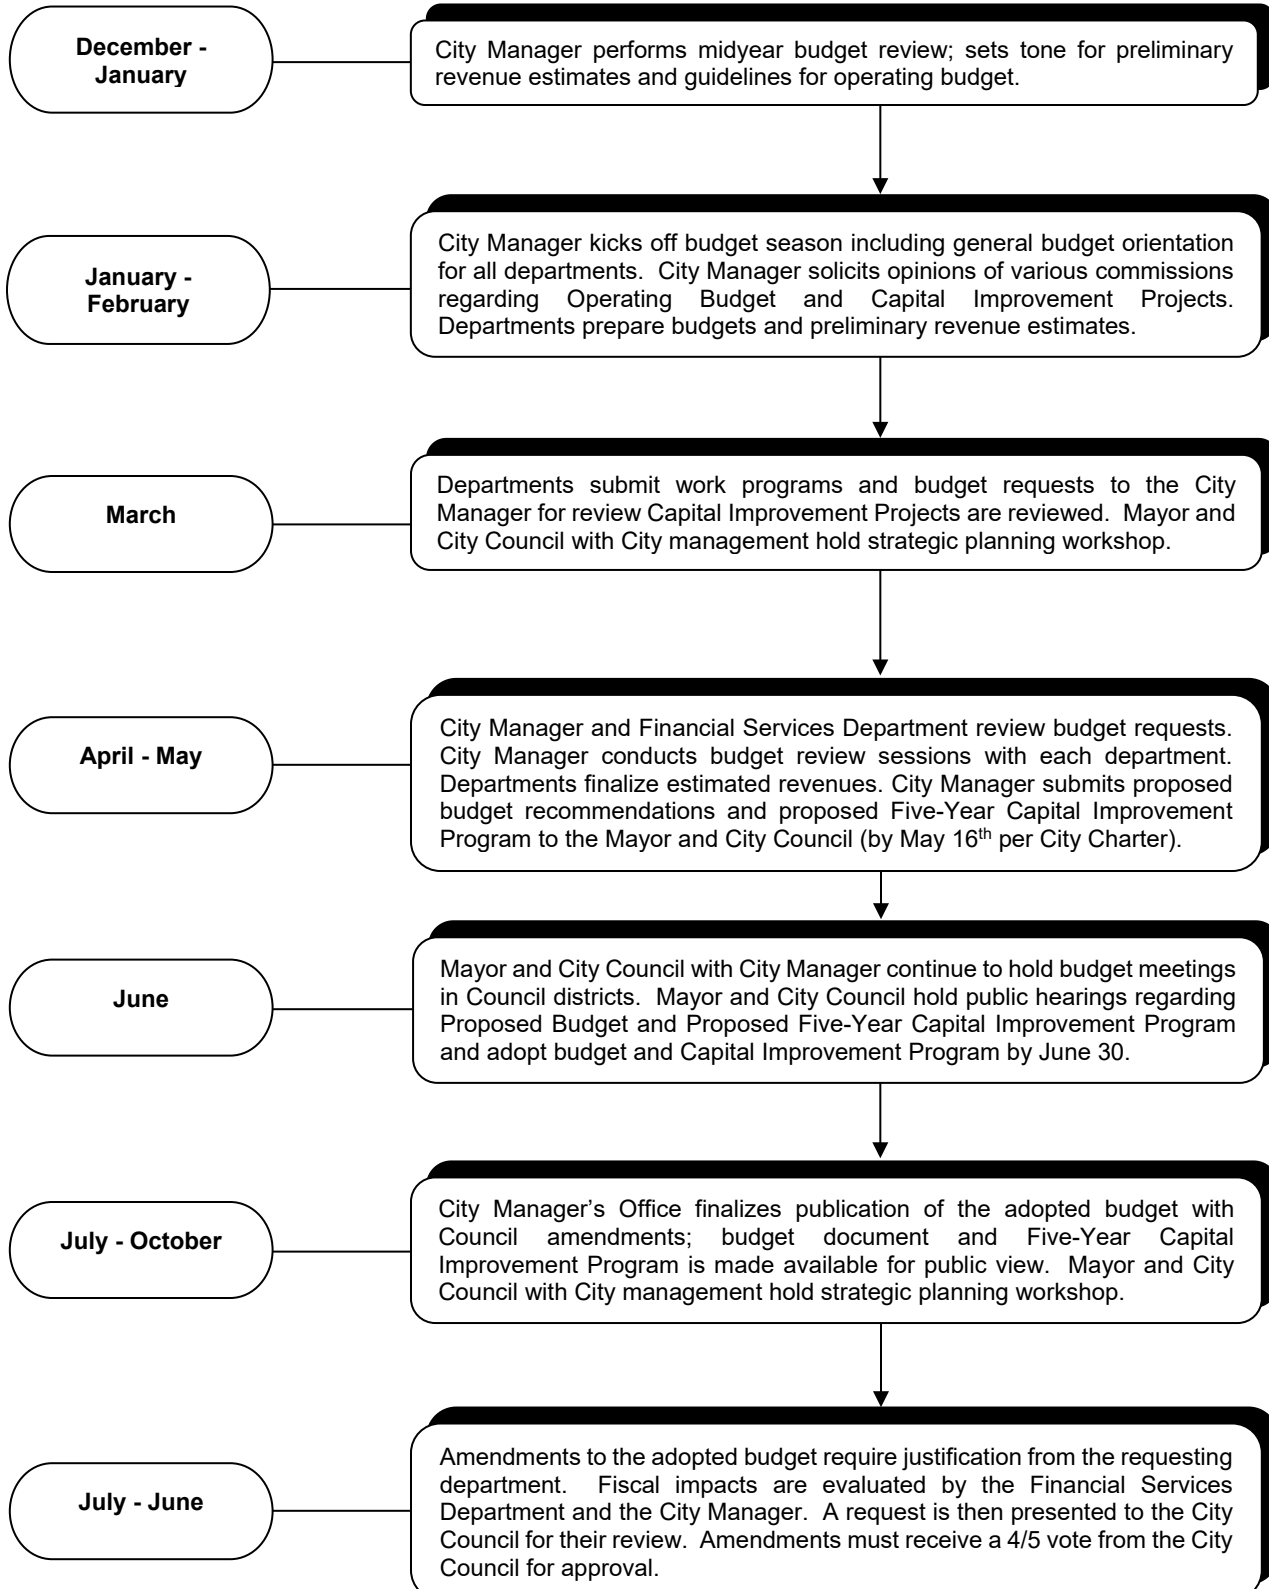 December -
January
City Manager performs midyear budget review; sets tone for preliminary
revenue estimates and guidelines for operating budget.
January -
February
City Manager kicks off budget season including general budget orientation
for all departments. City Manager solicits opinions of various commissions
regarding Operating Budget and Capital Improvement Projects.
Departments prepare budgets and preliminary revenue estimates.
March
Departments submit work programs and budget requests to the City
Manager for review Capital Improvement Projects are reviewed. Mayor and
City Council with City management hold strategic planning workshop.
April - May
City Manager and Financial Services Department review budget requests.
City Manager conducts budget review sessions with each department.
Departments finalize estimated revenues. City Manager submits proposed
budget recommendations and proposed Five-Year Capital Improvement
Program to the Mayor and City Council (by May 16th per City Charter).
June
Mayor and City Council with City Manager continue to hold budget meetings
in Council districts. Mayor and City Council hold public hearings regarding
Proposed Budget and Proposed Five-Year Capital Improvement Program
and adopt budget and Capital Improvement Program by June 30.
July - October
City Manager’s Office finalizes publication of the adopted budget with
Council amendments; budget document and Five-Year Capital
Improvement Program is made available for public view. Mayor and City
Council with City management hold strategic planning workshop.
July - June
Amendments to the adopted budget require justification from the requesting
department. Fiscal impacts are evaluated by the Financial Services
Department and the City Manager. A request is then presented to the City
Council for their review. Amendments must receive a 4/5 vote from the City
Council for approval.